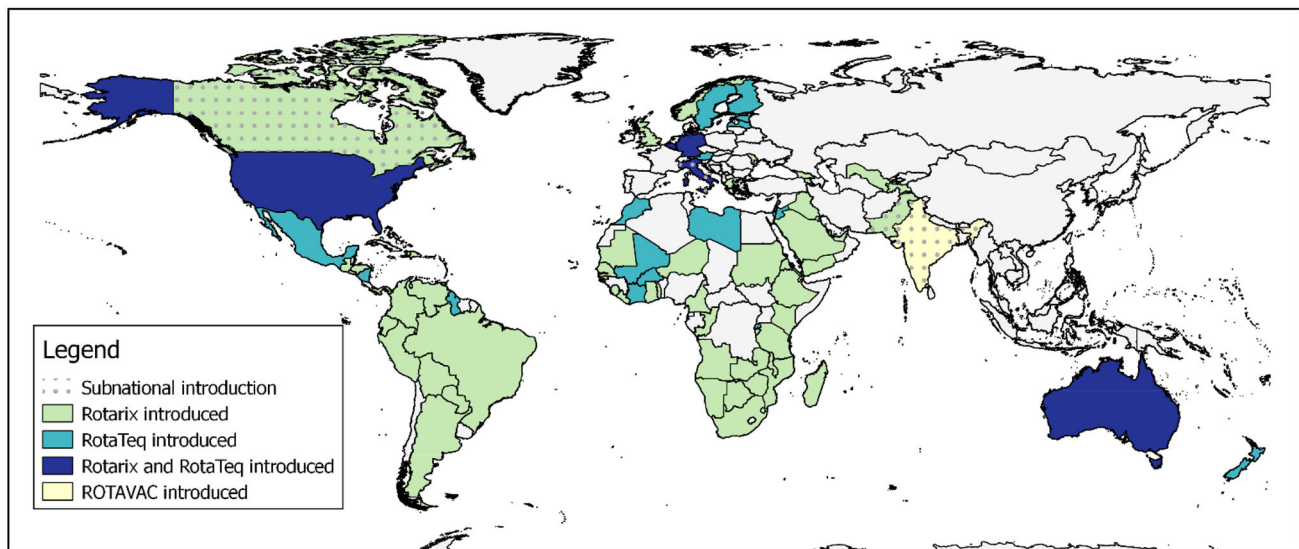 Legend
Subnational introduction
Rotarix introduced
RotaTeq introduced
Rotarix and RotaTeq introduced
ROTAVAC introduced